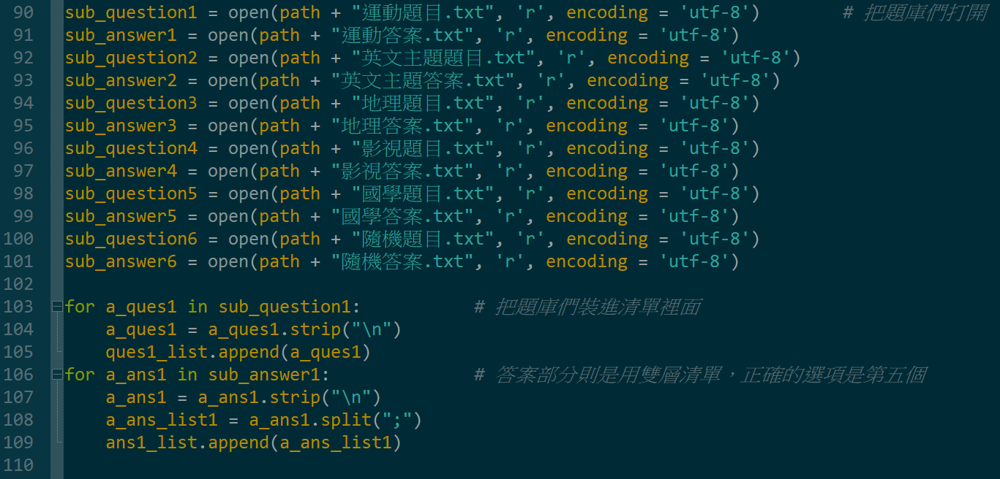 90 sub_question1 = open(path + "運動題目.txt", 'r', encoding = 'utf-8')        # 把題庫們打開
91 sub_answer1 = open(path + "運動答案.txt", 'r', encoding = 'utf-8')
92 sub_question2 = open(path + "英文主題題目.txt", 'r', encoding = 'utf-8')
93 sub_answer2 = open(path + "英文主題答案.txt", 'r', encoding = 'utf-8')
94 sub_question3 = open(path + "地理題目.txt", 'r', encoding = 'utf-8')
95 sub_answer3 = open(path + "地理答案.txt", 'r', encoding = 'utf-8')
96 sub_question4 = open(path + "影視題目.txt", 'r', encoding = 'utf-8')
97 sub_answer4 = open(path + "影視答案.txt", 'r', encoding = 'utf-8')
98 sub_question5 = open(path + "國學題目.txt", 'r', encoding = 'utf-8')
99 sub_answer5 = open(path + "國學答案.txt", 'r', encoding = 'utf-8')
100 sub_question6 = open(path + "隨機題目.txt", 'r', encoding = 'utf-8')
101 sub_answer6 = open(path + "隨機答案.txt", 'r', encoding = 'utf-8')
102
103 for a_ques1 in sub_question1:           # 把題庫們裝進清單裡面
104     a_ques1 = a_ques1.strip("\n")
105     ques1_list.append(a_ques1)
106 for a_ans1 in sub_answer1:              # 答案部分則是用雙層清單，正確的選項是第五個
107     a_ans1 = a_ans1.strip("\n")
108     a_ans_list1 = a_ans1.split(";")
109     ans1_list.append(a_ans_list1)
110